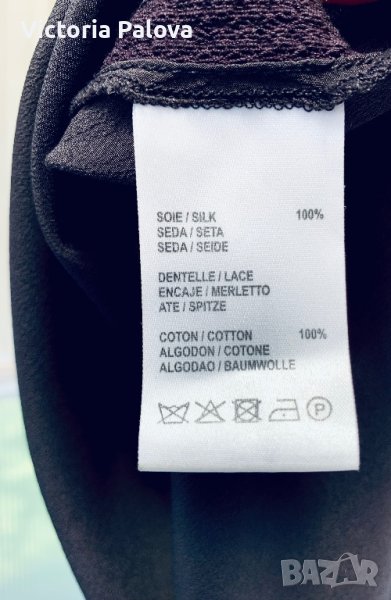 Victoria Palova
SOIE / SILK 100%
SEDA / SETA
SEDA / SEIDE
DENTELLE / LACE
ENCAJE / MERLETTO
ATE / SPITZE
COTON / COTTON 100%
ALGODON / COTONE
ALGODAO / BAUMWOLLE
P
BAZAR